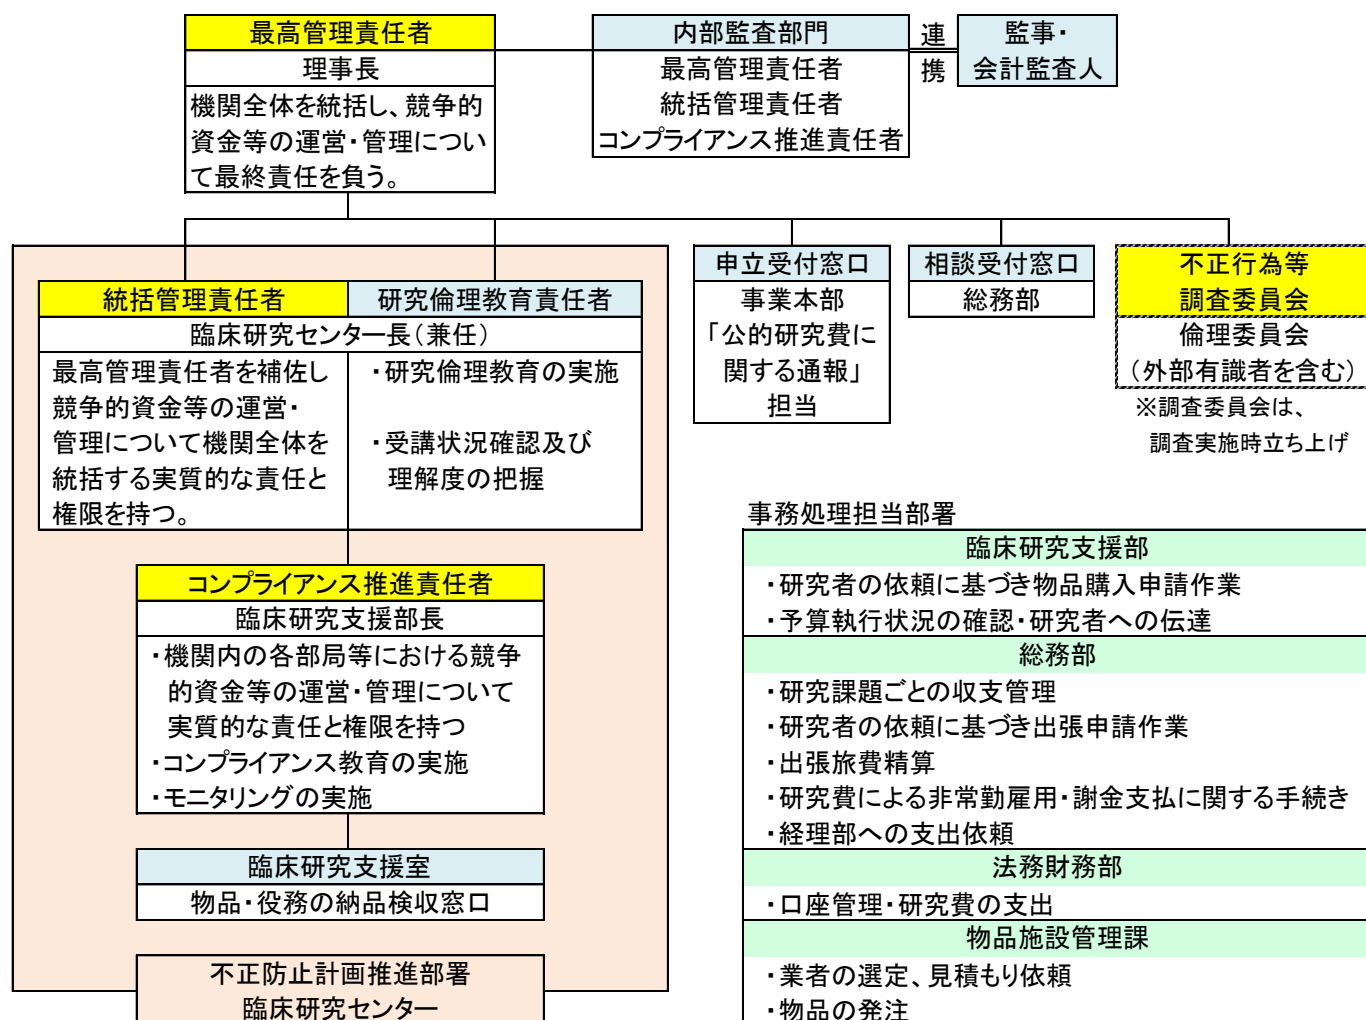 最高管理責任者
理事長
機関全体を統括し、競争的
資金等の運営・管理につい
て最終責任を負う。
内部監査部門
最高管理責任者
統括管理責任者
コンプライアンス推進責任者
連
携
監事・
会計監査人
統括管理責任者
研究倫理教育責任者
臨床研究センター長（兼任）
最高管理責任者を補佐し
競争的資金等の運営・
管理について機関全体を
統括する実質的な責任と
権限を持つ。
・研究倫理教育の実施
・受講状況確認及び
理解度の把握
コンプライアンス推進責任者
臨床研究支援部長
・機関内の各部局等における競争
的資金等の運営・管理について
実質的な責任と権限を持つ
・コンプライアンス教育の実施
・モニタリングの実施
臨床研究支援室
物品・役務の納品検収窓口
不正防止計画推進部署
臨床研究センター
申立受付窓口
事業本部
「公的研究費に
関する通報」
担当
相談受付窓口
総務部
不正行為等
調査委員会
倫理委員会
（外部有識者を含む）
※調査委員会は、
調査実施時立ち上げ
事務処理担当部署
臨床研究支援部
・研究者の依頼に基づき物品購入申請作業
・予算執行状況の確認・研究者への伝達
総務部
・研究課題ごとの収支管理
・研究者の依頼に基づき出張申請作業
・出張旅費精算
・研究費による非常勤雇用・謝金支払に関する手続き
・経理部への支出依頼
法務財務部
・口座管理・研究費の支出
物品施設管理課
・業者の選定、見積もり依頼
・物品の発注